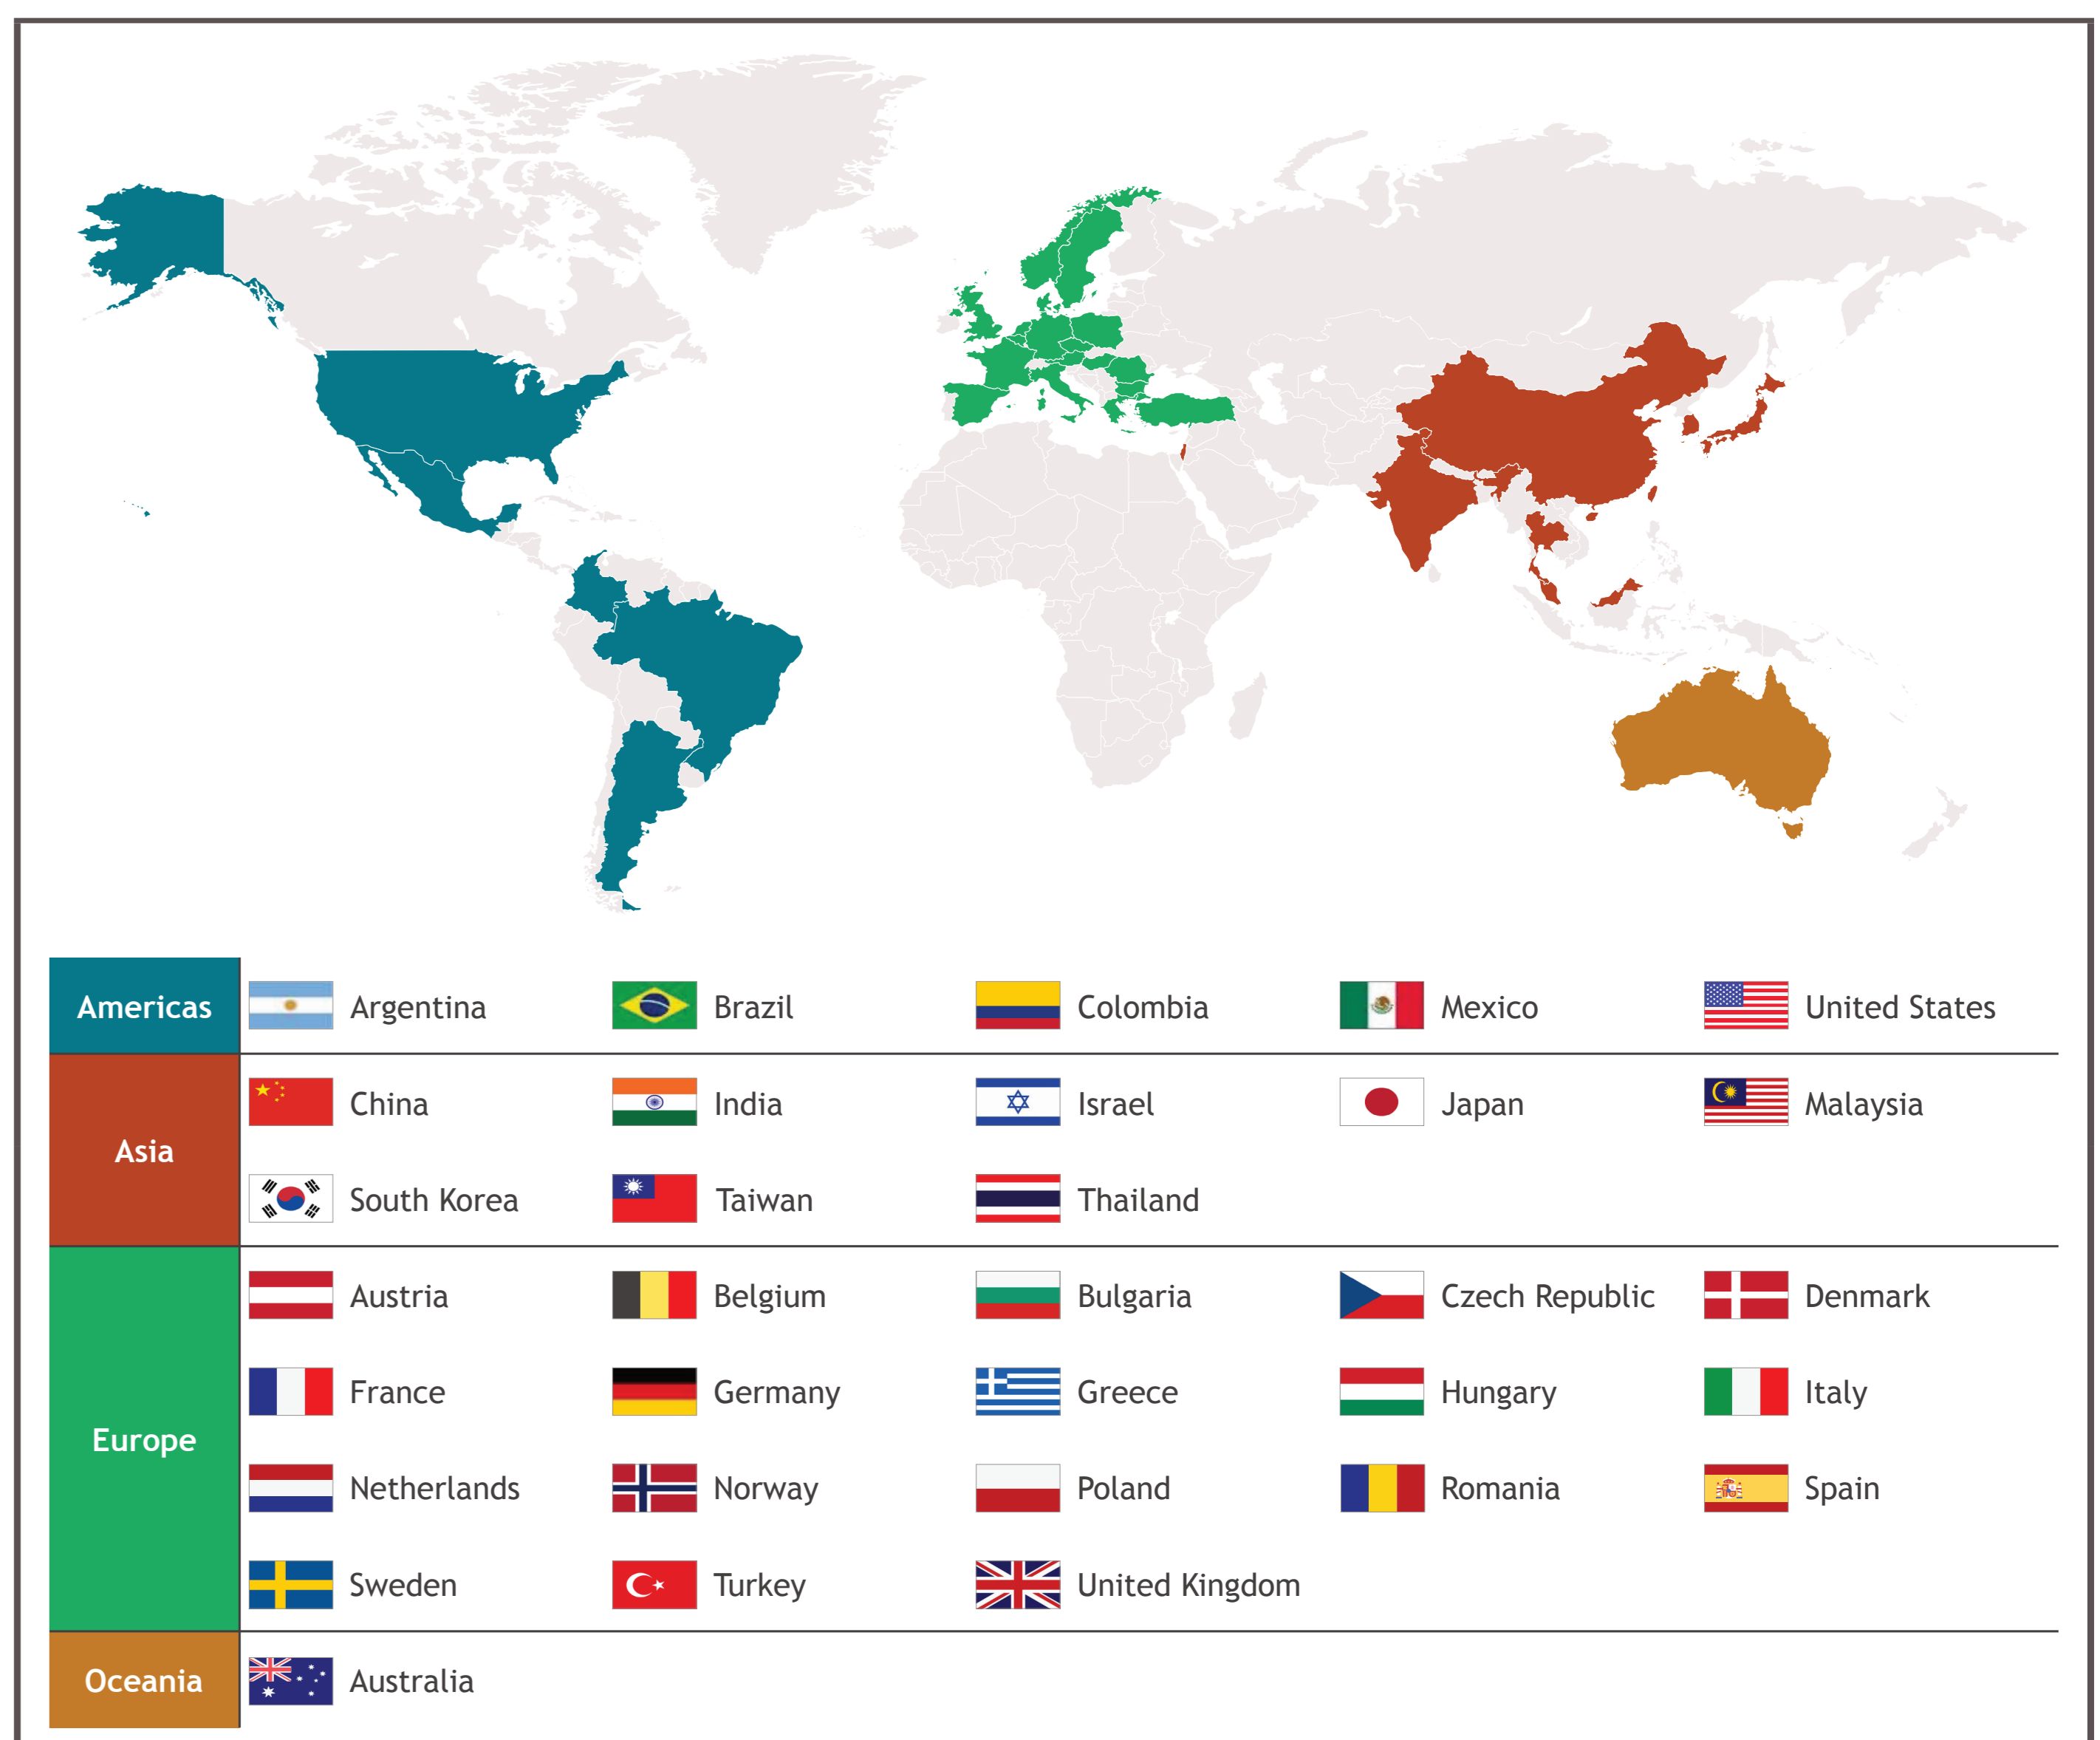 Americas
Argentina Brazil Colombia Mexico United States
Asia
China India Israel Japan Malaysia
South Korea Taiwan Thailand
Europe
Austria Belgium Bulgaria Czech Republic Denmark
France Germany Greece Hungary Italy
Netherlands Norway Poland Romania Spain
Sweden Turkey United Kingdom
Oceania
Australia